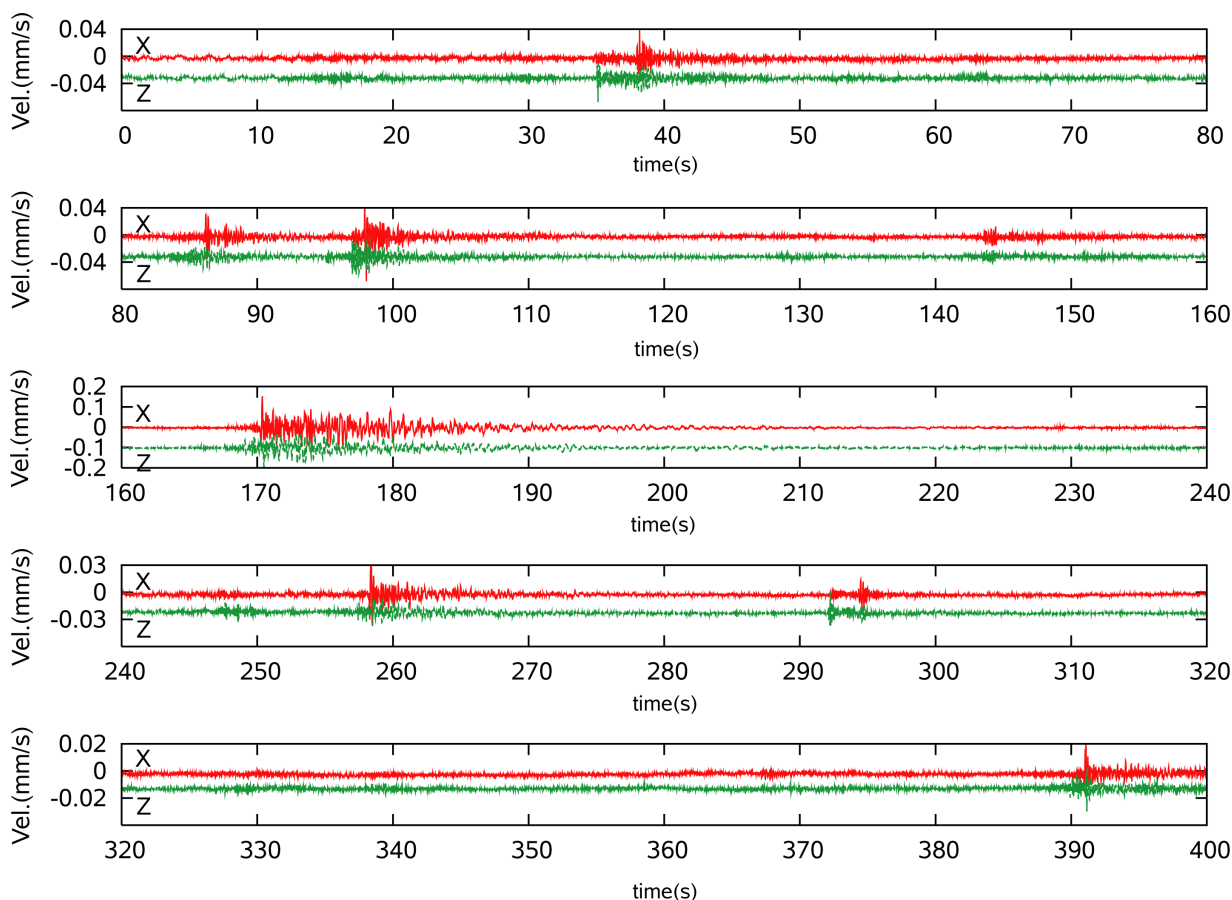 Vel.(mm/s)
0.04
0
-0.04
X
Z
0 10 20 30 40 50 60 70 80
time(s)
Vel.(mm/s)
0.04
0
-0.04
X
Z
80 90 100 110 120 130 140 150 160
time(s)
Vel.(mm/s)
0.2
0.1
0
-0.1
-0.2
X
Z
160 170 180 190 200 210 220 230 240
time(s)
Vel.(mm/s)
0.03
0
-0.03
X
Z
240 250 260 270 280 290 300 310 320
time(s)
Vel.(mm/s)
0.02
0
-0.02
X
Z
320 330 340 350 360 370 380 390 400
time(s)